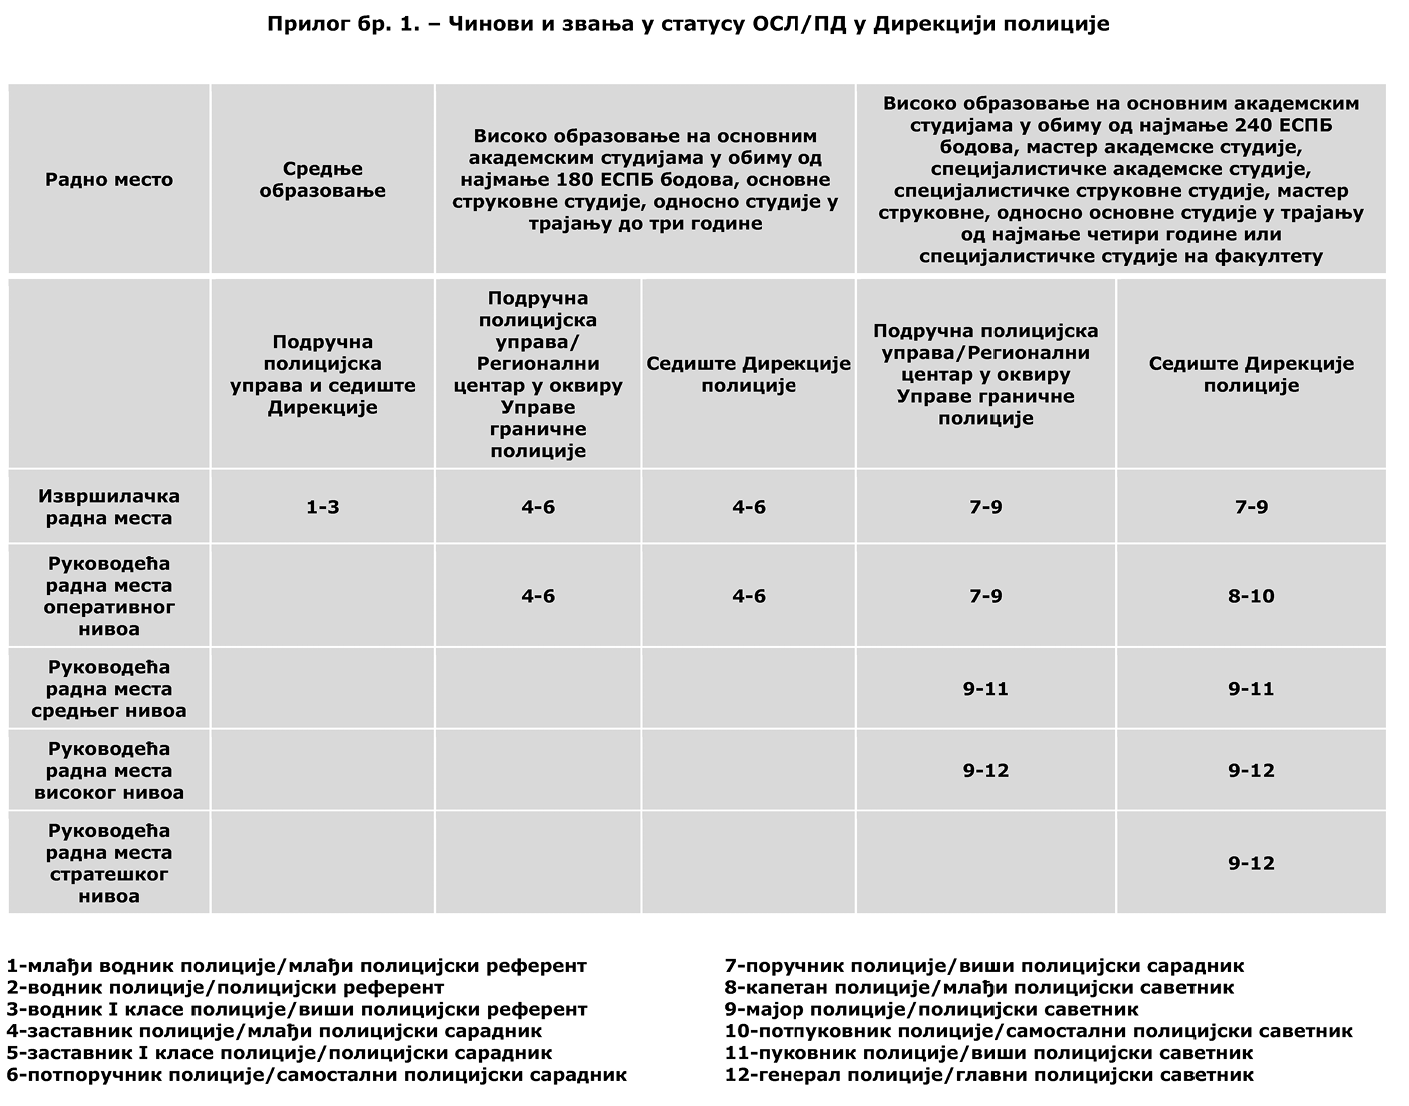 Прилог бр. 1. – Чинови и звања у статусу ОСЛ/ПД у Дирекцији полиције
Радно место
Средње
образовање
Високо образовање на основним
академским студијама у обиму од
најмање 180 ЕСПБ бодова, основне
струковне студије, односно студије у
трајању до три године
Високо образовање на основним академским
студијама у обиму од најмање 240 ЕСПБ
бодова, мастер академске студије,
специјалистичке академске студије,
специјалистичке струковне студије, мастер
струковне, односно основне студије у трајању
од најмање четири године или
специјалистичке студије на факултету
Подручна
полицијска
управа и седиште
Дирекције
Подручна
полицијска
управа/
Регионални
центар у оквиру
Управе
граничне
полиције
Седиште Дирекције
полиције
Подручна полицијска
управа/Регионални
центар у оквиру
Управе граничне
полиције
Седиште Дирекције
полиције
Извршилачка
радна места
1-3
4-6
4-6
7-9
7-9
Руководећа
радна места
оперативног
нивоа
4-6
4-6
7-9
8-10
Руководећа
радна места
средњег нивоа
9-11
9-11
Руководећа
радна места
високог нивоа
9-12
9-12
Руководећа
радна места
стратешког
нивоа
9-12
1-млађи водник полиције/млађи полицијски референт
2-водник полиције/полицијски референт
3-водник I класе полиције/виши полицијски референт
4-заставник полиције/млађи полицијски сарадник
5-заставник I класе полиције/полицијски сарадник
6-потпоручник полиције/самостални полицијски сарадник
7-поручник полиције/виши полицијски сарадник
8-капетан полиције/млађи полицијски саветник
9-мајор полиције/полицијски саветник
10-потпуковник полиције/самостални полицијски саветник
11-пуковник полиције/виши полицијски саветник
12-генерал полиције/главни полицијски саветник